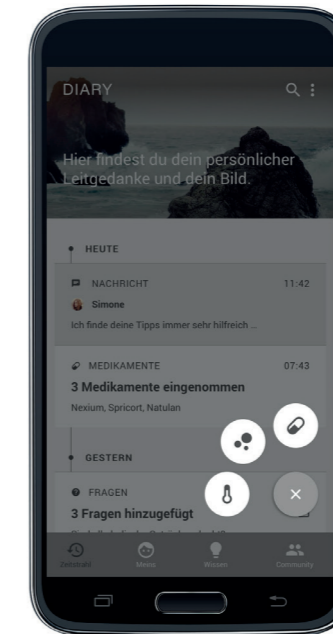 DIARY
Hier findest du dein persönlicher
Leitgedanke und dein Bild.
HEUTE
NACHRICHT 11:42
Simone
Ich finde deine Tipps immer sehr hilfreich ...
MEDIKAMENTE 07:43
3 Medikamente eingenommen
Nexium, Spricort, Natulan
GESTERN
FRAGEN
3 Fragen hinzugefügt
Zeitstrahl Memo Wissen Community